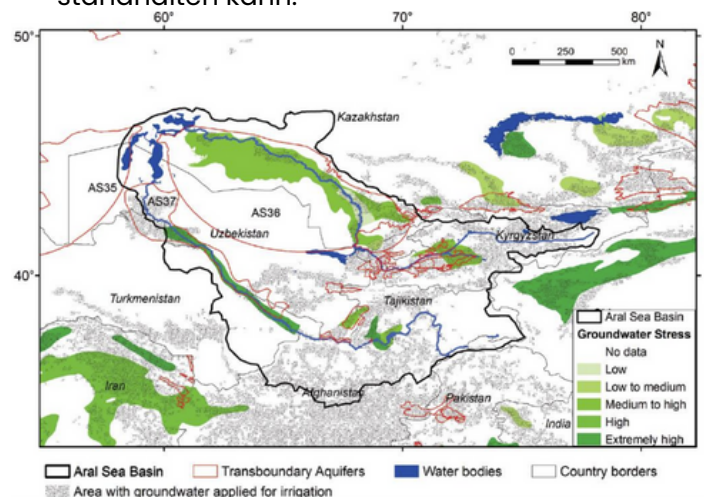 standhalten kann.
60° 70° 80°
50°
0 250 500
km
N
Kazakhstan
AS35
AS37
AS36
Uzbekistan
Kyrgyzstan
40°
Turkmenistan
Tajikistan
Iran
Afghanistan
Pakistan
India
Aral Sea Basin
Groundwater Stress
No data
Low
Low to medium
Medium to high
High
Extremely high
Aral Sea Basin Transboundary Aquifers Water bodies Country borders
Area with groundwater applied for irrigation